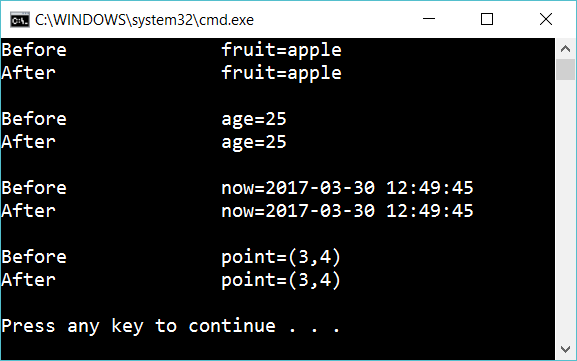 C:\WINDOWS\system32\cmd.exe
Before fruit=apple
After fruit=apple
Before age=25
After age=25
Before now=2017-03-30 12:49:45
After now=2017-03-30 12:49:45
Before point=(3,4)
After point=(3,4)
Press any key to continue . . .